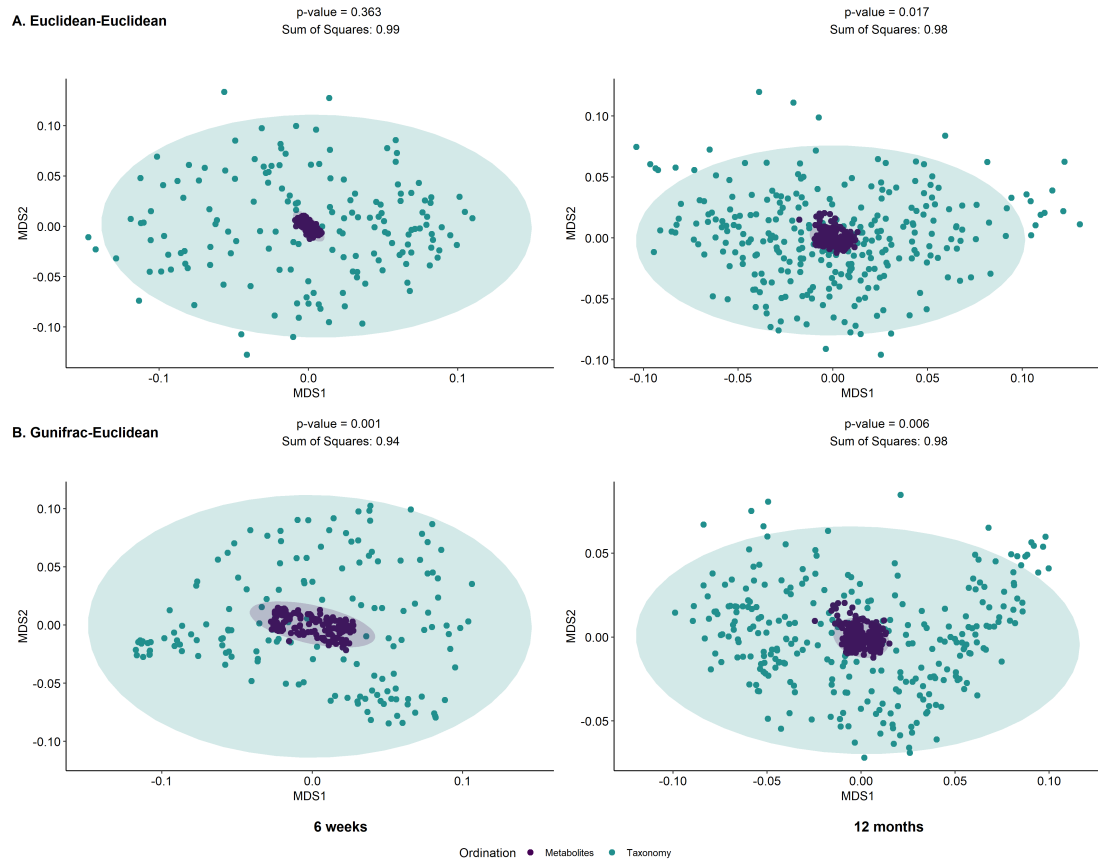 A. Euclidean-Euclidean
p-value = 0.363
Sum of Squares: 0.99
p-value = 0.017
Sum of Squares: 0.98
MDS2
0.10
0.05
0.00
-0.05
-0.10
-0.1
0.0
0.1
MDS1
MDS2
0.10
0.05
0.00
-0.05
-0.10
-0.10
-0.05
0.00
0.05
0.10
MDS1
B. Gunifrac-Euclidean
p-value = 0.001
Sum of Squares: 0.94
p-value = 0.006
Sum of Squares: 0.98
MDS2
0.10
0.05
0.00
-0.05
-0.10
-0.1
0.0
0.1
MDS1
MDS2
0.05
0.00
-0.05
-0.10
-0.05
0.00
0.05
0.10
MDS1
6 weeks
12 months
Ordination Metabolites Taxonomy